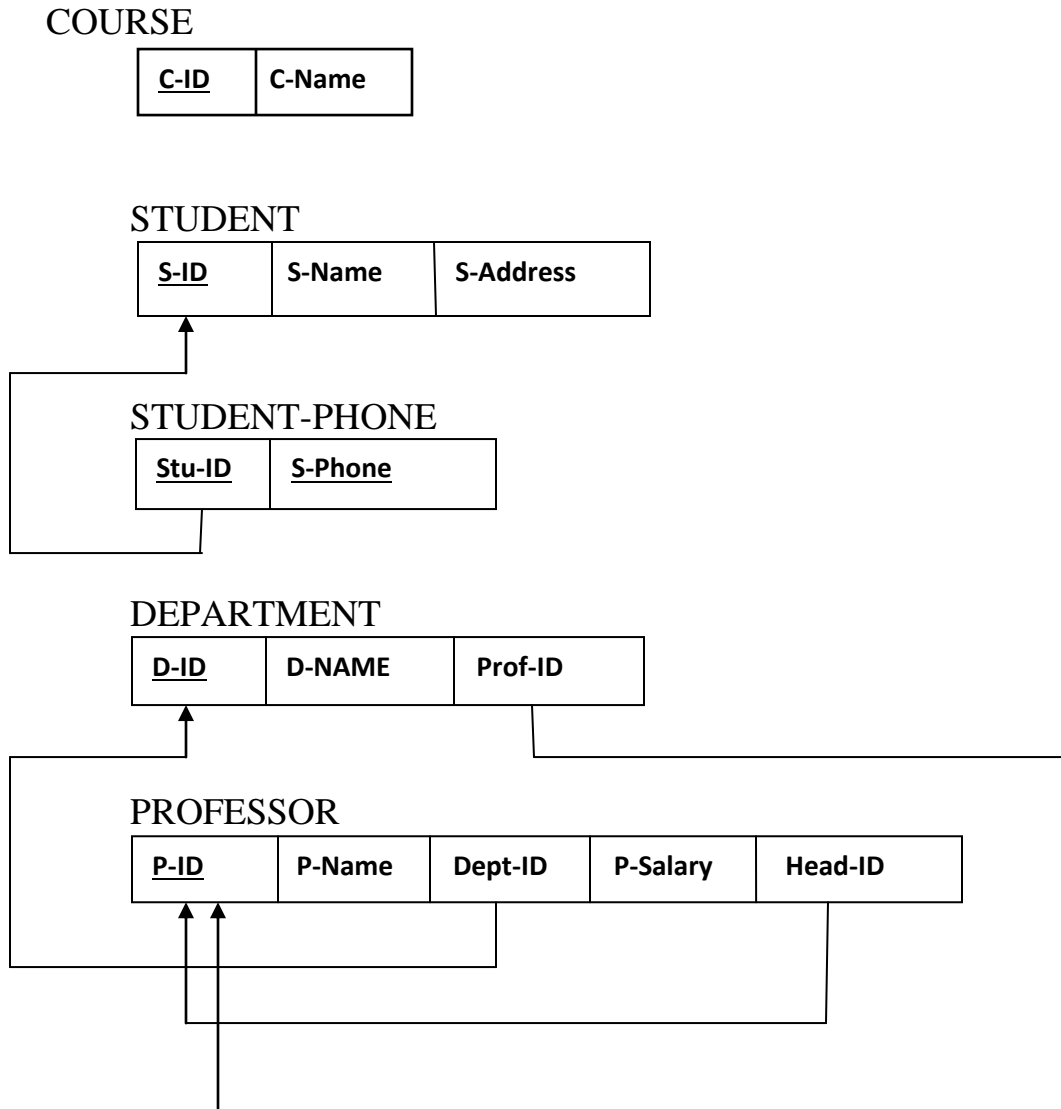 COURSE
C-ID C-Name
STUDENT
S-ID S-Name S-Address
STUDENT-PHONE
Stu-ID S-Phone
DEPARTMENT
D-ID D-NAME Prof-ID
PROFESSOR
P-ID P-Name Dept-ID P-Salary Head-ID